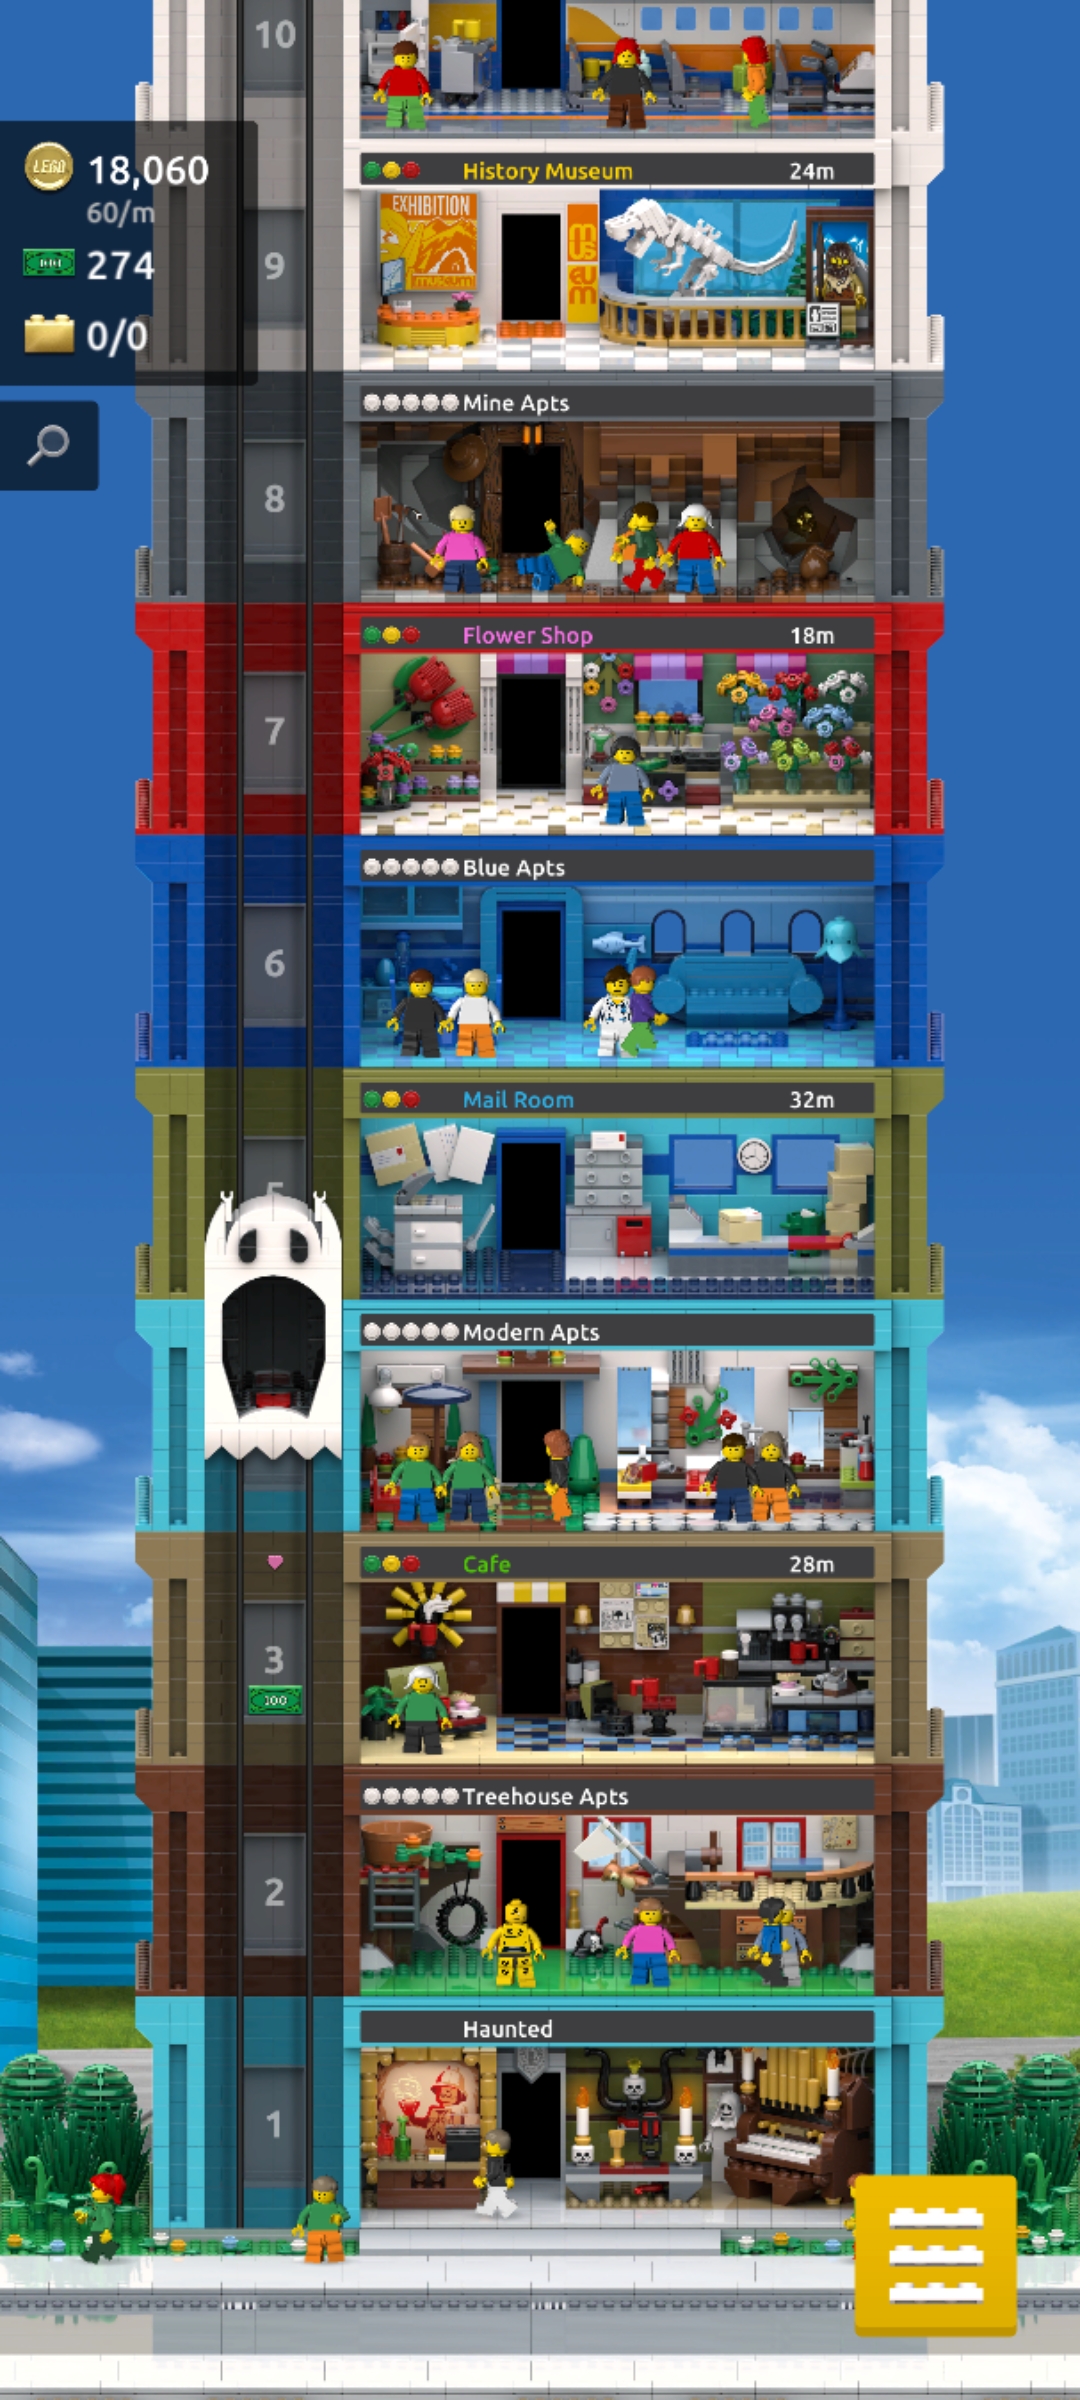 10
LEGO 18,060
60/m
274
0/0
History Museum 24m
EXHIBITION
museum
mus
eum
9
Mine Apts
8
Flower Shop 18m
7
Blue Apts
6
Mail Room 32m
5
Modern Apts
Cafe 28m
3
100
Treehouse Apts
2
Haunted
1